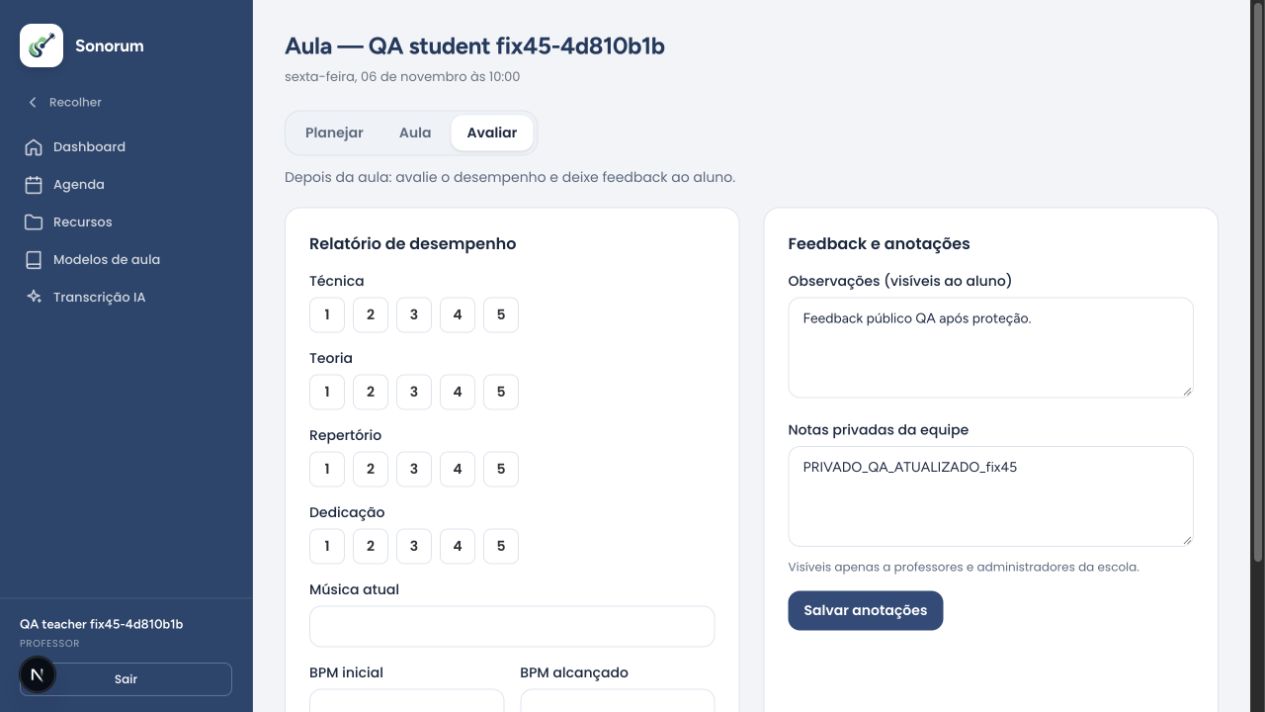 Sonorum
Recolher
Dashboard
Agenda
Recursos
Modelos de aula
Transcrição IA
QA teacher fix45-4d810b1b
PROFESSOR
N
Sair
Aula — QA student fix45-4d810b1b
sexta-feira, 06 de novembro às 10:00
Planejar Aula Avaliar
Depois da aula: avalie o desempenho e deixe feedback ao aluno.
Relatório de desempenho
Técnica
1 2 3 4 5
Teoria
1 2 3 4 5
Repertório
1 2 3 4 5
Dedicação
1 2 3 4 5
Música atual
BPM inicial BPM alcançado
Feedback e anotações
Observações (visíveis ao aluno)
Feedback público QA após proteção.
Notas privadas da equipe
PRIVADO_QA_ATUALIZADO_fix45
Visíveis apenas a professores e administradores da escola.
Salvar anotações